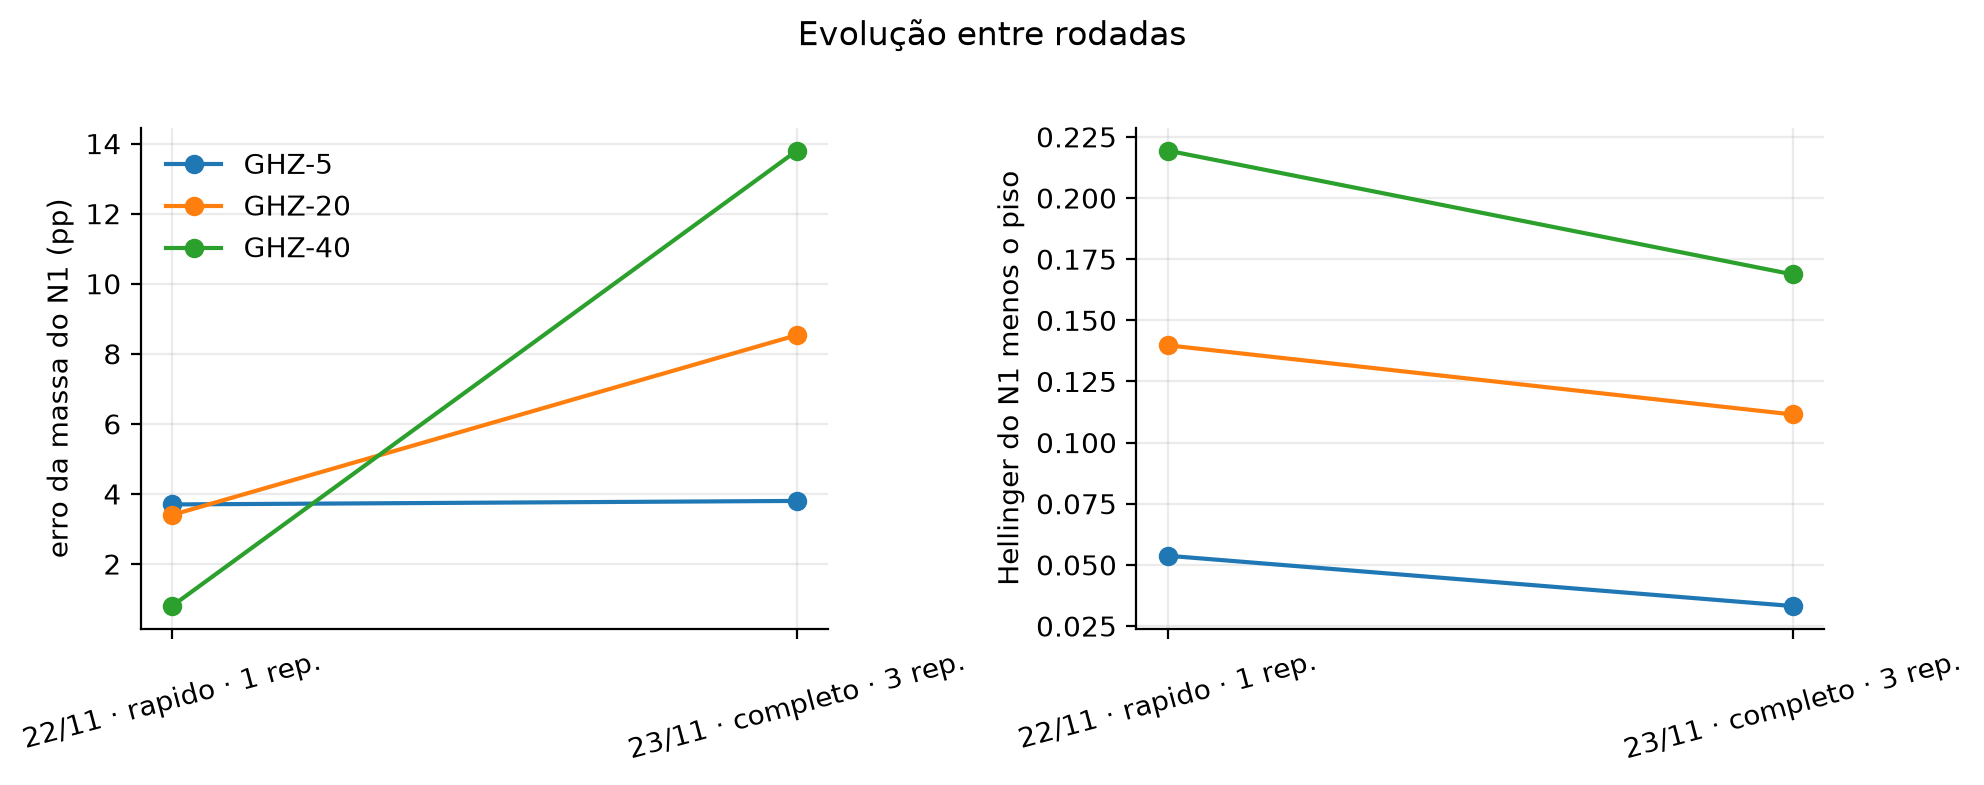 Evolução entre rodadas
erro da massa do N1 (pp)
14
12
10
8
6
4
2
GHZ-5
GHZ-20
GHZ-40
22/11 · rapido · 1 rep.
23/11 · completo · 3 rep.
Hellinger do N1 menos o piso
0.225
0.200
0.175
0.150
0.125
0.100
0.075
0.050
0.025
22/11 · rapido · 1 rep.
23/11 · completo · 3 rep.